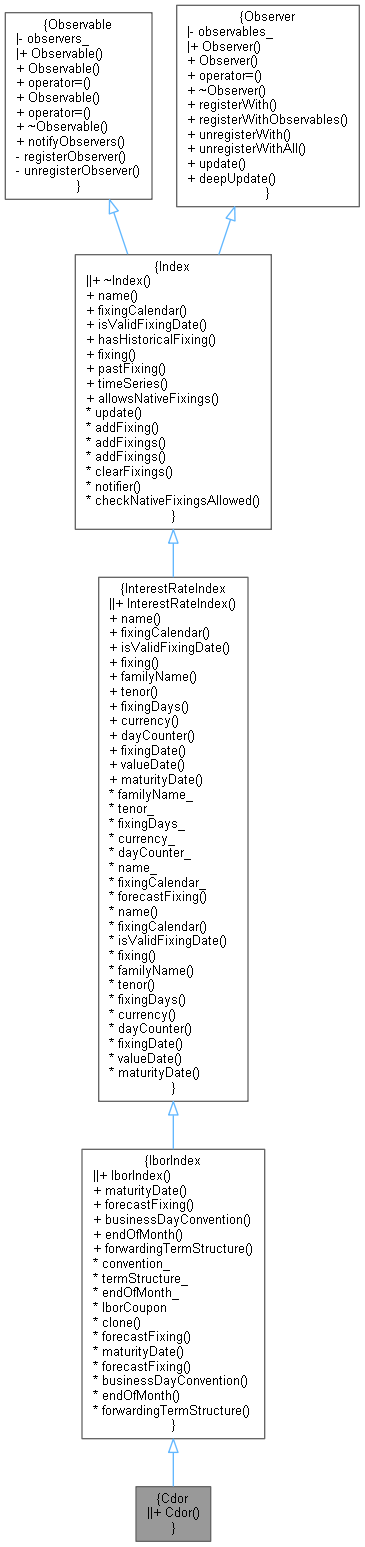 {Observable
|- observers_
|+ Observable()
+ Observable()
+ operator=()
+ Observable()
+ operator=()
+ ~Observable()
+ notifyObservers()
- registerObserver()
- unregisterObserver()
}
{Observer
|- observables_
|+ Observer()
+ Observer()
+ operator=()
+ ~Observer()
+ registerWith()
+ registerWithObservables()
+ unregisterWith()
+ unregisterWithAll()
+ update()
+ deepUpdate()
}
{Index
||+ ~Index()
+ name()
+ fixingCalendar()
+ isValidFixingDate()
+ hasHistoricalFixing()
+ fixing()
+ pastFixing()
+ timeSeries()
+ allowsNativeFixings()
* update()
* addFixing()
* addFixings()
* addFixings()
* clearFixings()
* notifier()
* checkNativeFixingsAllowed()
}
{InterestRateIndex
||+ InterestRateIndex()
+ name()
+ fixingCalendar()
+ isValidFixingDate()
+ fixing()
+ familyName()
+ tenor()
+ fixingDays()
+ currency()
+ dayCounter()
+ fixingDate()
+ valueDate()
+ maturityDate()
* familyName_
* tenor_
* fixingDays_
* currency_
* dayCounter_
* name_
* fixingCalendar_
* forecastFixing()
* name()
* fixingCalendar()
* isValidFixingDate()
* fixing()
* familyName()
* tenor()
* fixingDays()
* currency()
* dayCounter()
* fixingDate()
* valueDate()
* maturityDate()
}
{IborIndex
||+ IborIndex()
+ maturityDate()
+ forecastFixing()
+ businessDayConvention()
+ endOfMonth()
+ forwardingTermStructure()
* convention_
* termStructure_
* endOfMonth_
* IborCoupon
* clone()
* forecastFixing()
* maturityDate()
* forecastFixing()
* businessDayConvention()
* endOfMonth()
* forwardingTermStructure()
}
{Cdor
||+ Cdor()
}